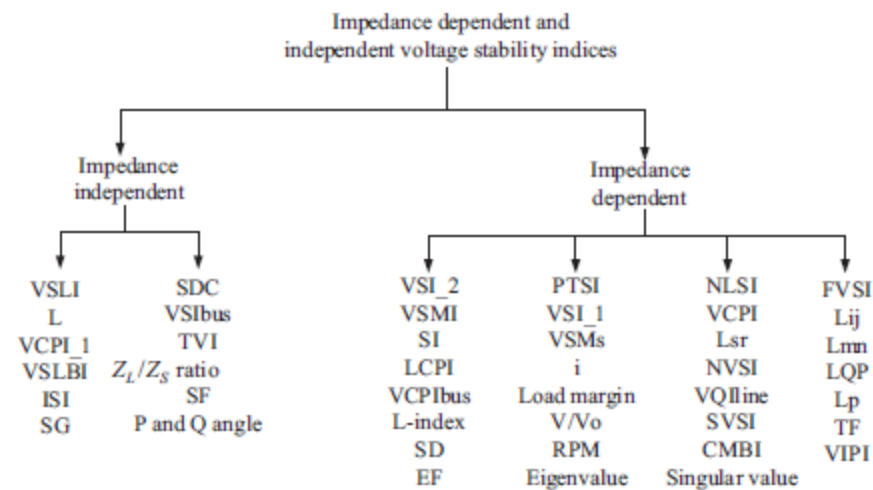 Impedance dependent and
independent voltage stability indices
Impedance
independent
Impedance
dependent
VSLI
L
VCPI_1
VSLBI
ISI
SG
SDC
VSIbus
TVI
Z_L/Z_S ratio
SF
P and Q angle
VSI_2
VSMI
SI
LCPI
VCPIbus
L-index
SD
EF
PTSI
VSI_1
VSMs
i
Load margin
V/Vo
RPM
Eigenvalue
NLSI
VCPI
Lsr
NVSI
VQIline
SVSI
CMBI
Singular value
FVSI
Lij
Lmn
LQP
Lp
TF
VIPI